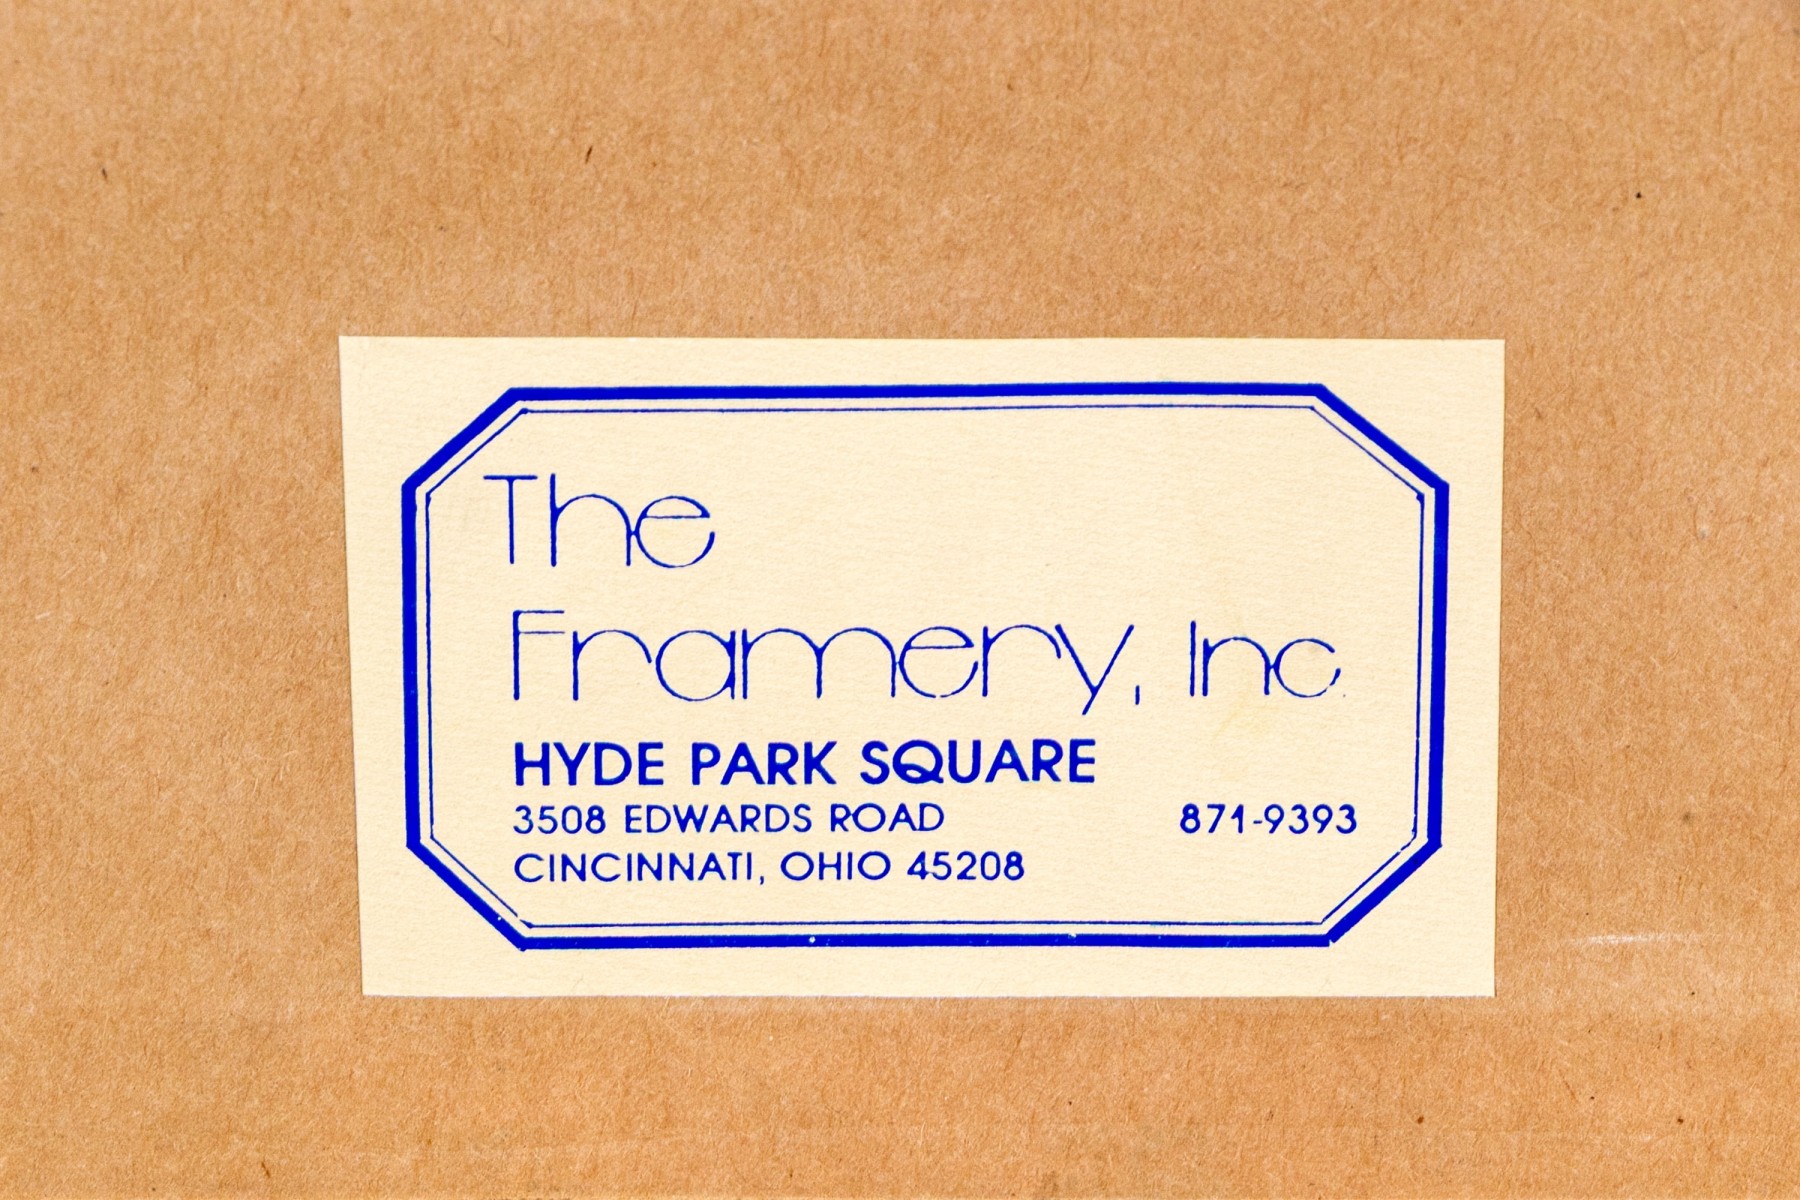 The
Framery, Inc.
HYDE PARK SQUARE
3508 EDWARDS ROAD 871-9393
CINCINNATI, OHIO 45208